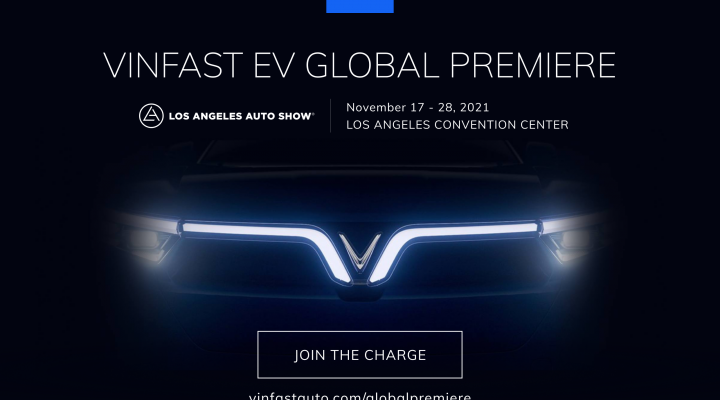 VINFAST EV GLOBAL PREMIERE
LOS ANGELES AUTO SHOW®
November 17 - 28, 2021
LOS ANGELES CONVENTION CENTER
JOIN THE CHARGE
vinfastauto.com/globalpremiere